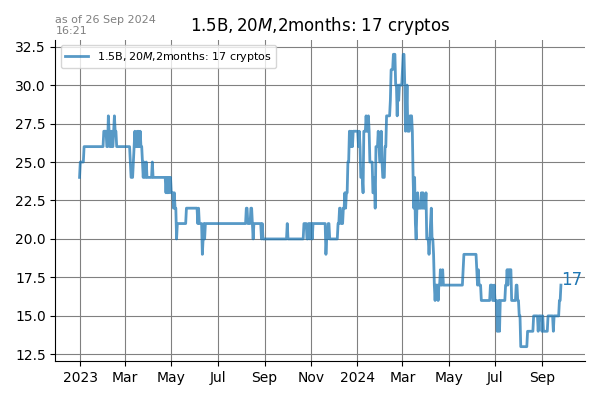 as of 26 Sep 2024
16:21
1.5B, 20M,2months: 17 cryptos
1.5B, 20M,2months: 17 cryptos
32.5
30.0
27.5
25.0
22.5
20.0
17.5
15.0
12.5
17
2023 Mar May Jul Sep Nov 2024 Mar May Jul Sep